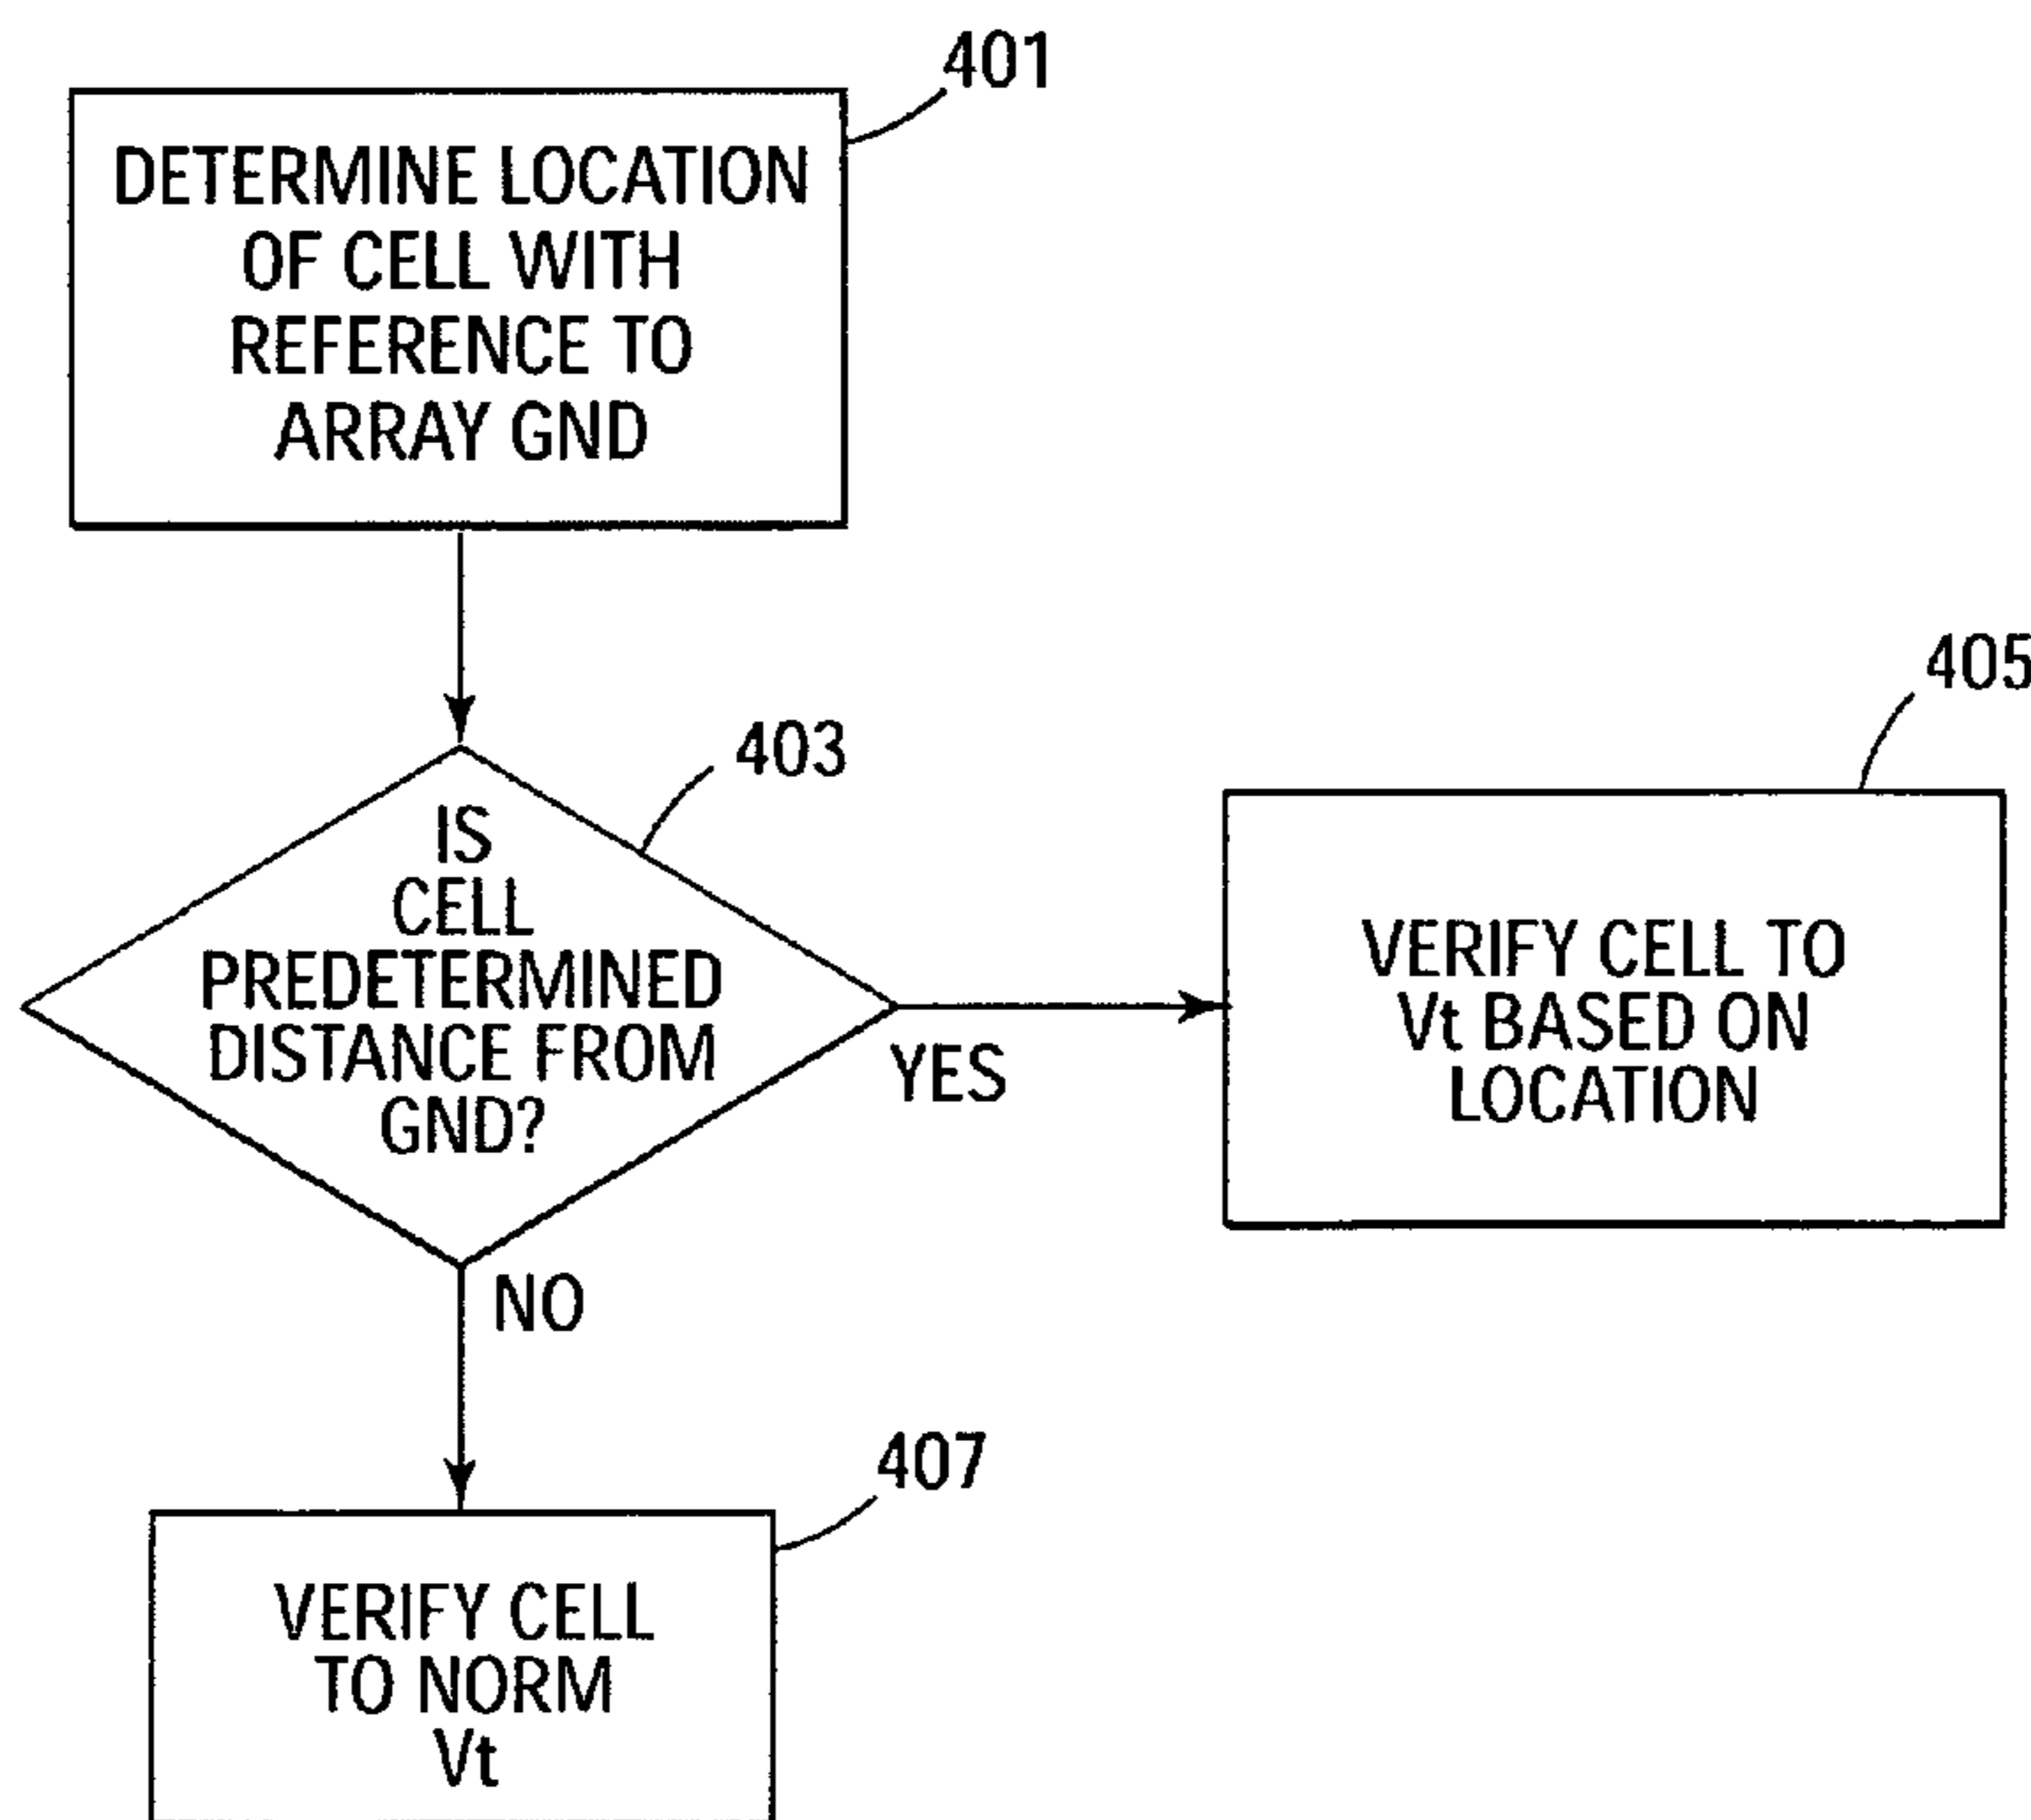 401
DETERMINE LOCATION
OF CELL WITH
REFERENCE TO
ARRAY GND
403
IS
CELL
PREDETERMINED
DISTANCE FROM
GND?
YES
405
VERIFY CELL TO
Vt BASED ON
LOCATION
NO
407
VERIFY CELL
TO NORM
Vt